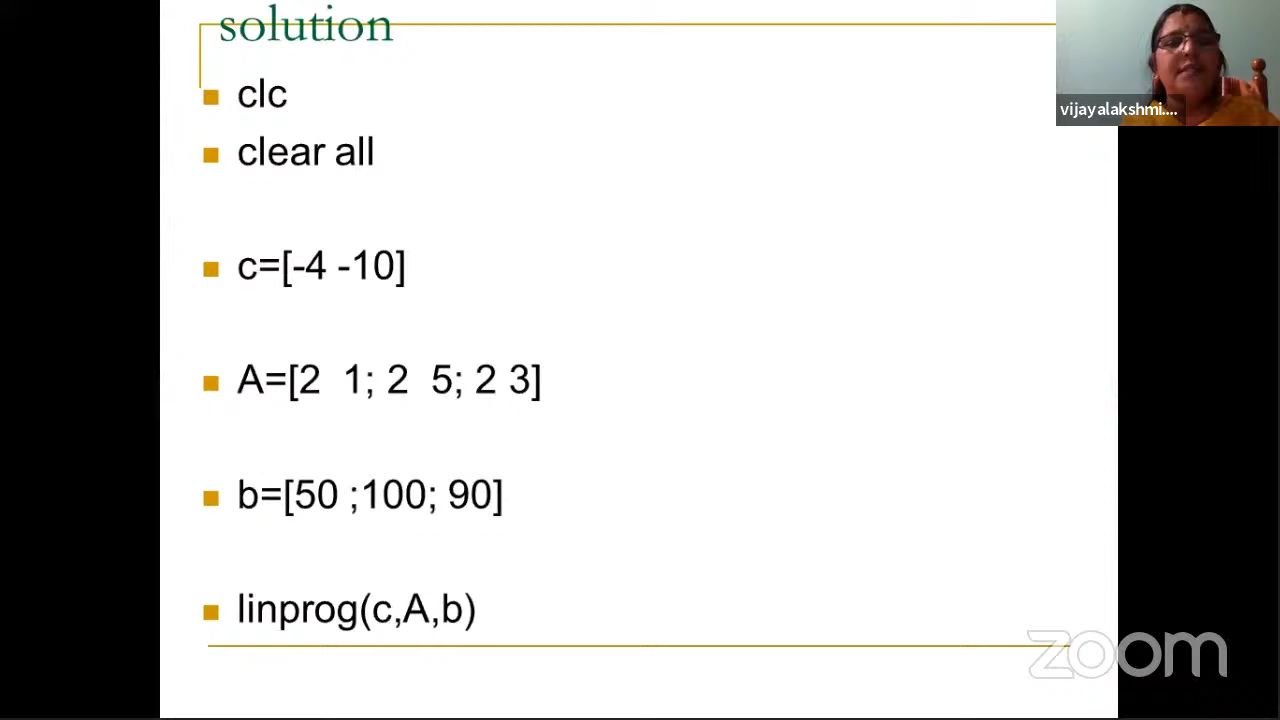 solution
clc
clear all
c=[-4 -10]
A=[2 1; 2 5; 2 3]
b=[50 ;100; 90]
linprog(c,A,b)
vijayalakshmi....
zoom